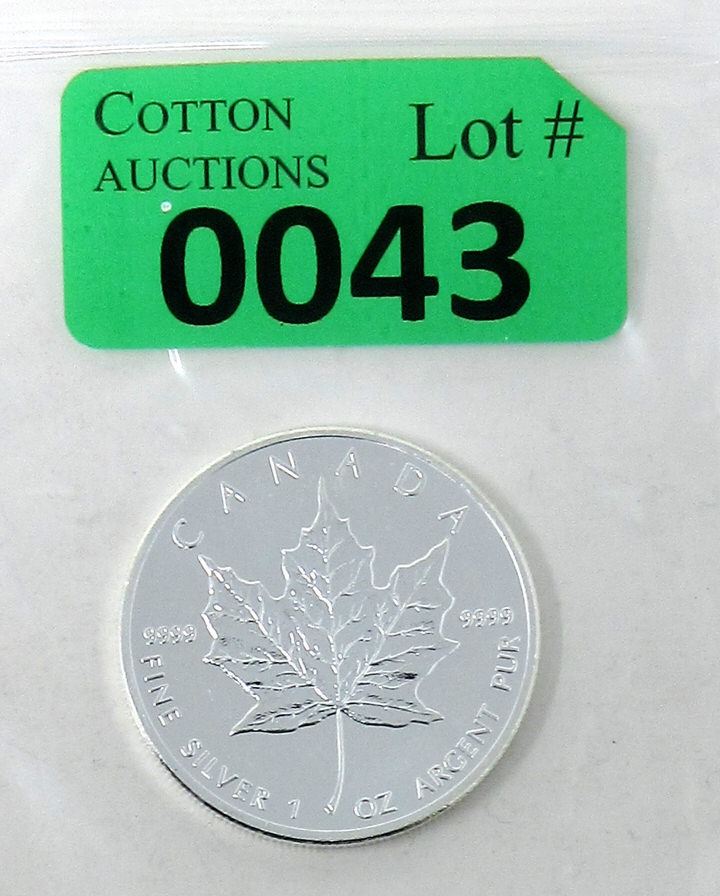 COTTON
AUCTIONS
Lot #
0043
CANADA
9999
9999
FINE SILVER 1 OZ ARGENT PUR